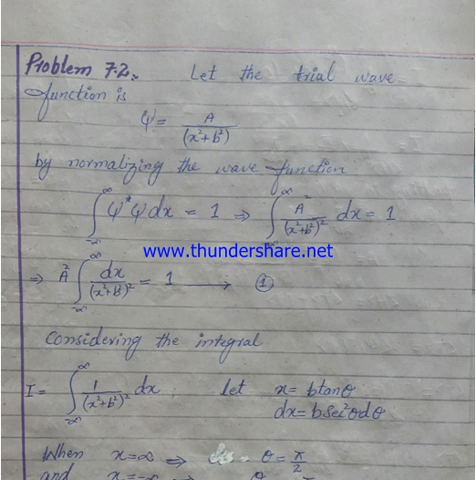 Problem 7.2: Let the trial wave
function is
ψ = A / (x²+b²)
by normalizing the wave function
∫_{-∞}^{∞} ψ* ψ dx = 1 ⇒ ∫_{-∞}^{∞} A² / (x²+b²)² dx = 1
www.thundershare.net
⇒ A² ∫_{-∞}^{∞} dx / (x²+b²)² = 1 ⟶ ①
Considering the integral
I = ∫_{-∞}^{∞} 1 / (x²+b²)² dx let x = b tanθ
dx = b sec²θ dθ
When x = ∞ ⇒ θ = π/2
and x = -∞ ⇒ θ